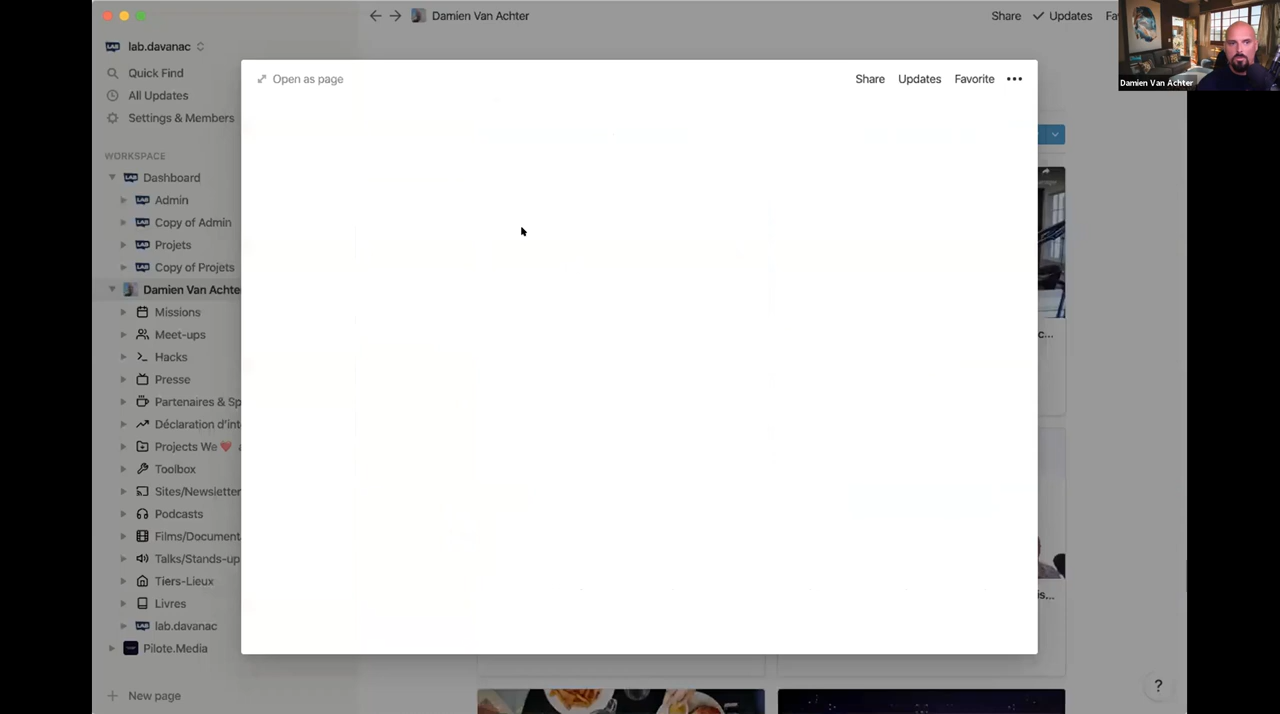 Damien Van Achter
Share
Updates
Damien Van Achter
lab.davanac
Quick Find
All Updates
Settings & Members
WORKSPACE
Dashboard
Admin
Copy of Admin
Projets
Copy of Projets
Damien Van Achte
Missions
Meet-ups
Hacks
Presse
Partenaires & Sp
Déclaration d'int
Projects We ❤️
Toolbox
Sites/Newsletter
Podcasts
Films/Document
Talks/Stands-up
Tiers-Lieux
Livres
lab.davanac
Pilote.Media
New page
Open as page
Share
Updates
Favorite
•••
c...
is,...
?